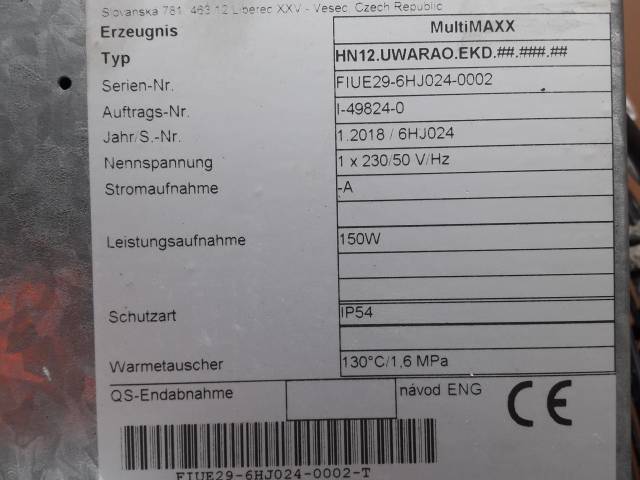 Slovanska 781, 463 12 Liberec XXV - Vesec, Czech Republic
Erzeugnis MultiMAXX
Typ HN12.UWARAO.EKD.##.###.##
Serien-Nr. FIUE29-6HJ024-0002
Auftrags-Nr. I-49824-0
Jahr/S.-Nr. 1.2018 / 6HJ024
Nennspannung 1 x 230/50 V/Hz
Stromaufnahme -A
Leistungsaufnahme 150W
Schutzart IP54
Warmetauscher 130°C/1,6 MPa
QS-Endabnahme návod ENG CE
FIUE29-6HJ024-0002-T